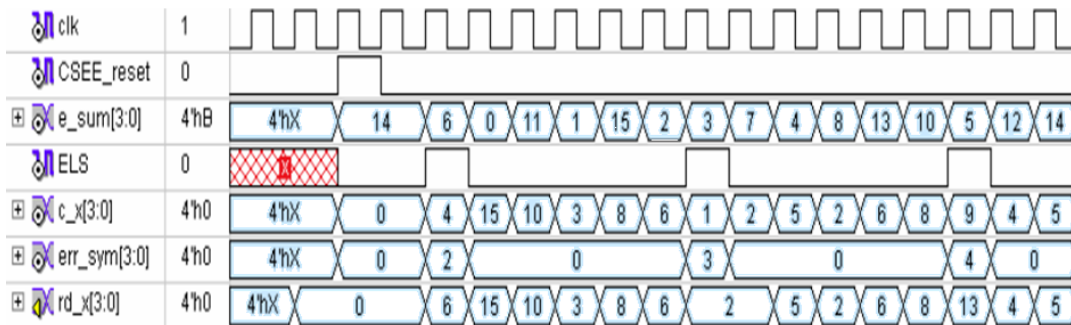 clk 1
CSEE_reset 0
e_sum[3:0] 4'hB 4'hX 14 6 0 11 1 15 2 3 7 4 8 13 10 5 12 14
ELS 0 X
c_x[3:0] 4'h0 4'hX 0 4 15 10 3 8 6 1 2 5 2 6 8 9 4 5
err_sym[3:0] 4'h0 4'hX 0 2 0 3 0 4 0
rd_x[3:0] 4'h0 4'hX 0 6 15 10 3 8 6 2 5 2 6 8 13 4 5